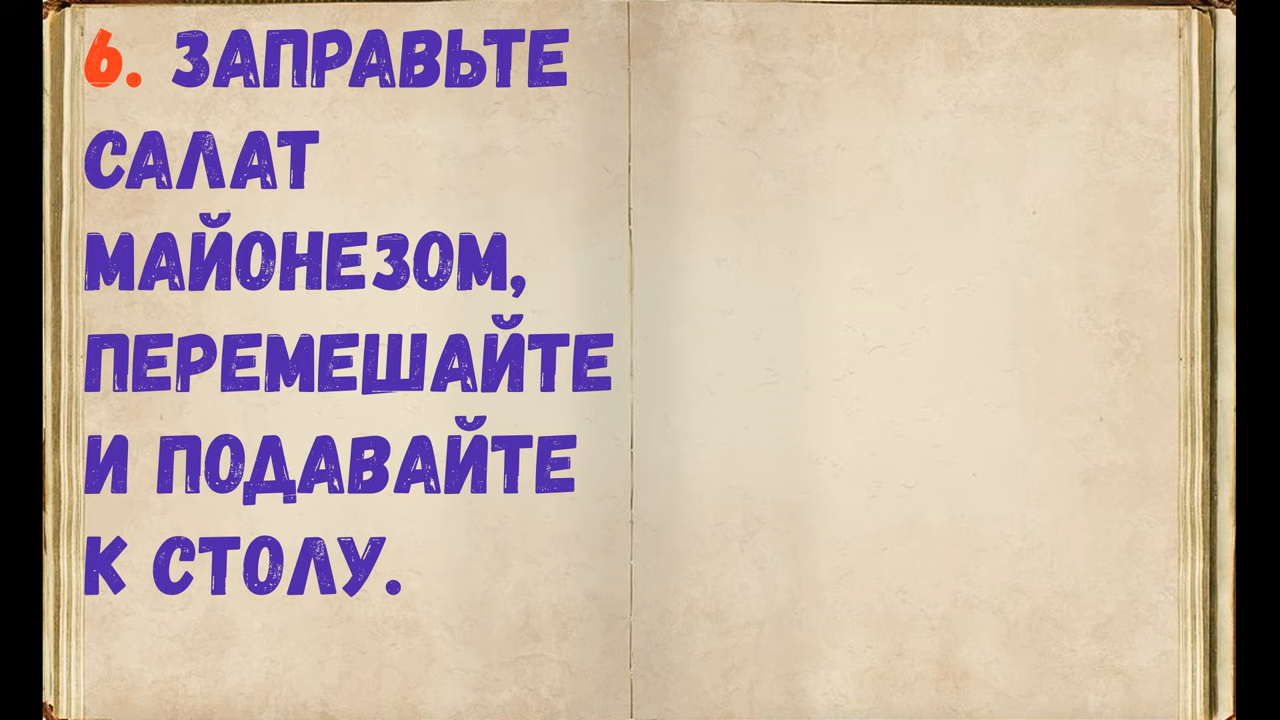 6. ЗАПРАВЬТЕ
САЛАТ
МАЙОНЕЗОМ,
ПЕРЕМЕШАЙТЕ
И ПОДАВАЙТЕ
К СТОЛУ.